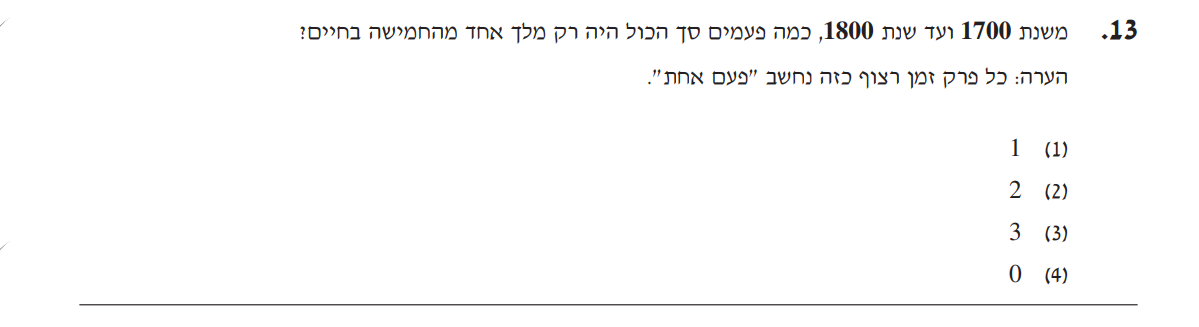 13. משנת 1700 ועד שנת 1800, כמה פעמים סך הכול היה רק מלך אחד מהחמישה בחיים?
הערה: כל פרק זמן רצוף כזה נחשב "פעם אחת".
(1) 1
(2) 2
(3) 3
(4) 0